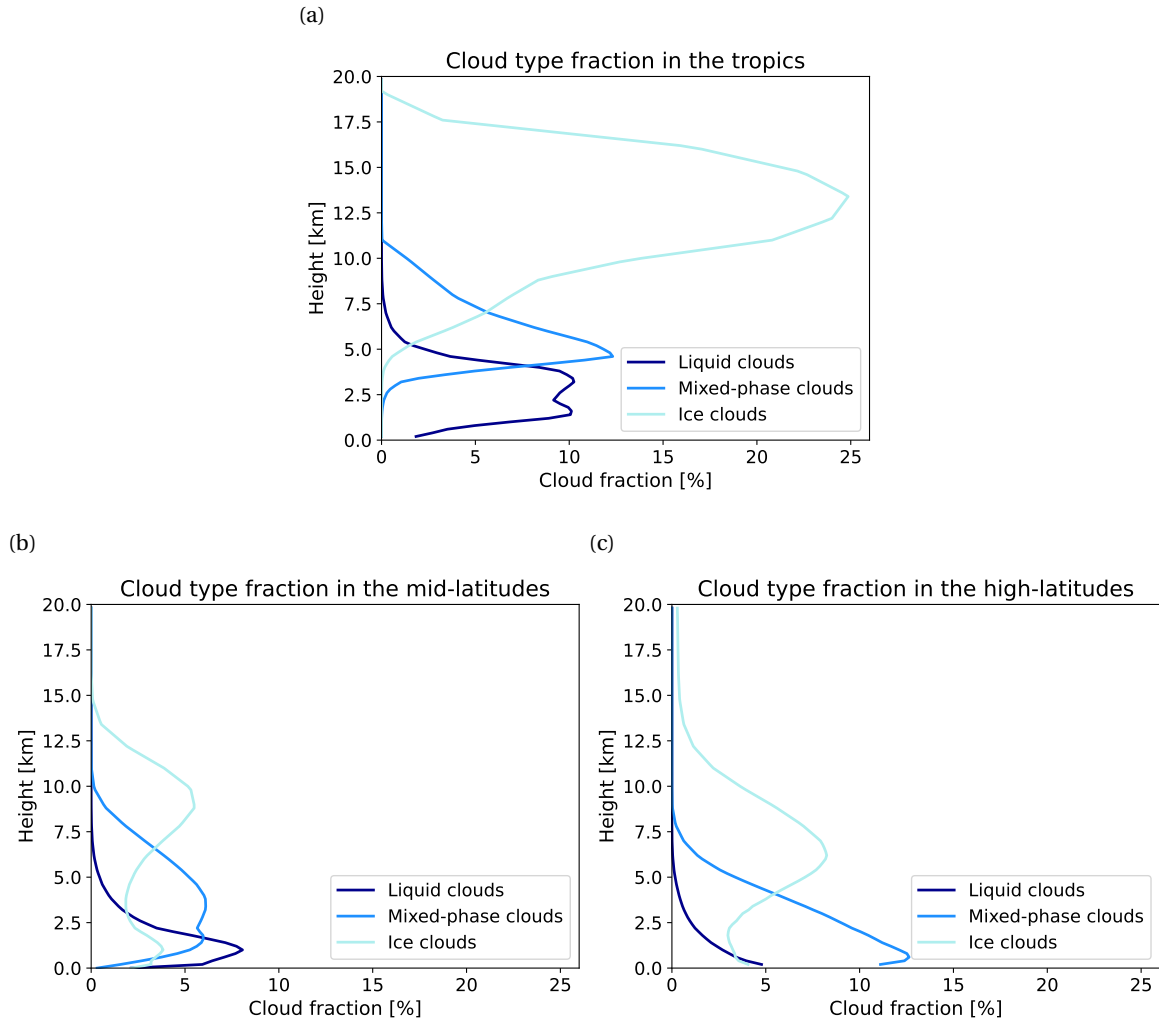 (a)
Cloud type fraction in the tropics
20.0
17.5
15.0
12.5
10.0
7.5
5.0
2.5
0.0
Height [km]
0 5 10 15 20 25
Cloud fraction [%]
Liquid clouds
Mixed-phase clouds
Ice clouds
(b)
Cloud type fraction in the mid-latitudes
20.0
17.5
15.0
12.5
10.0
7.5
5.0
2.5
0.0
Height [km]
0 5 10 15 20 25
Cloud fraction [%]
Liquid clouds
Mixed-phase clouds
Ice clouds
(c)
Cloud type fraction in the high-latitudes
20.0
17.5
15.0
12.5
10.0
7.5
5.0
2.5
0.0
Height [km]
0 5 10 15 20 25
Cloud fraction [%]
Liquid clouds
Mixed-phase clouds
Ice clouds